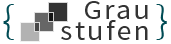 { Grau }
stufen